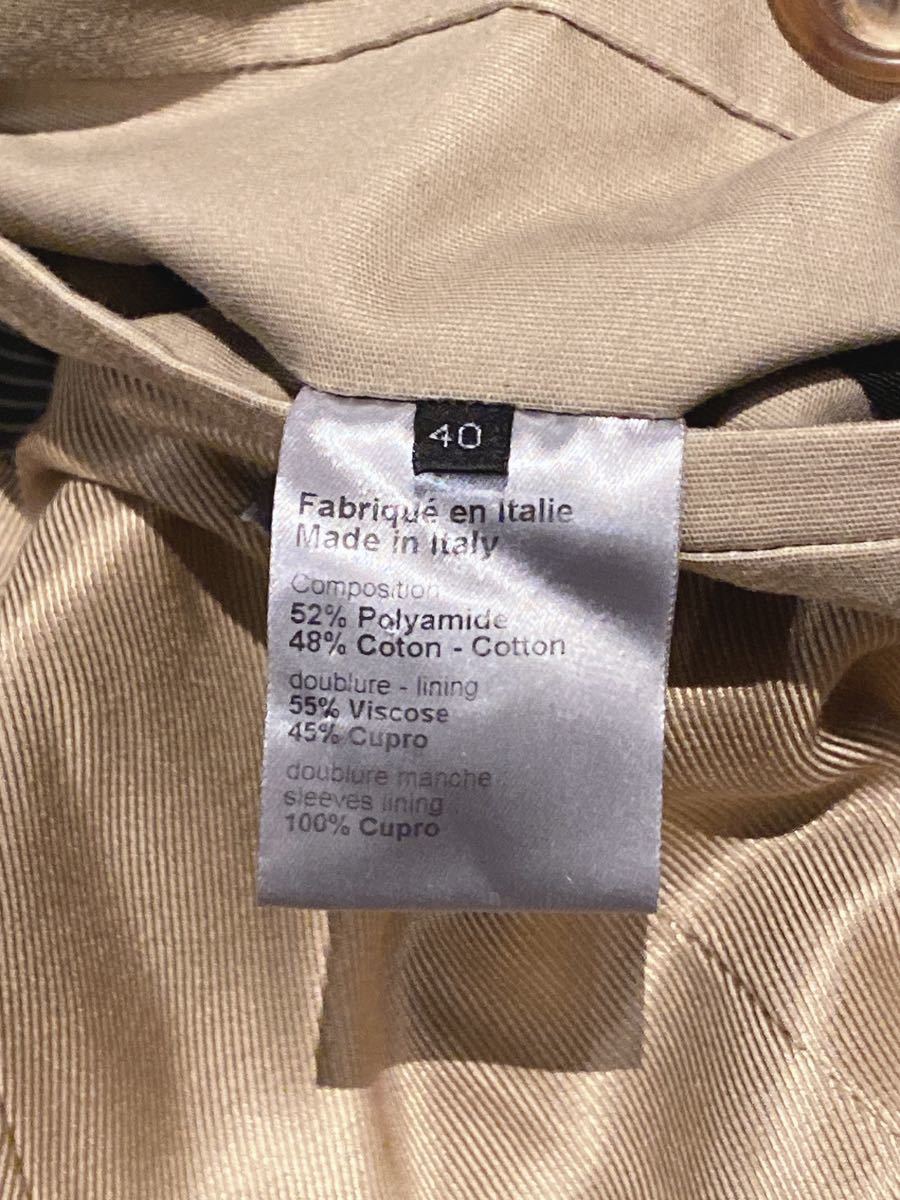 40
Fabriqué en Italie
Made in Italy
Composition
52% Polyamide
48% Coton - Cotton
doublure - lining
55% Viscose
45% Cupro
doublure manche
sleeves lining
100% Cupro